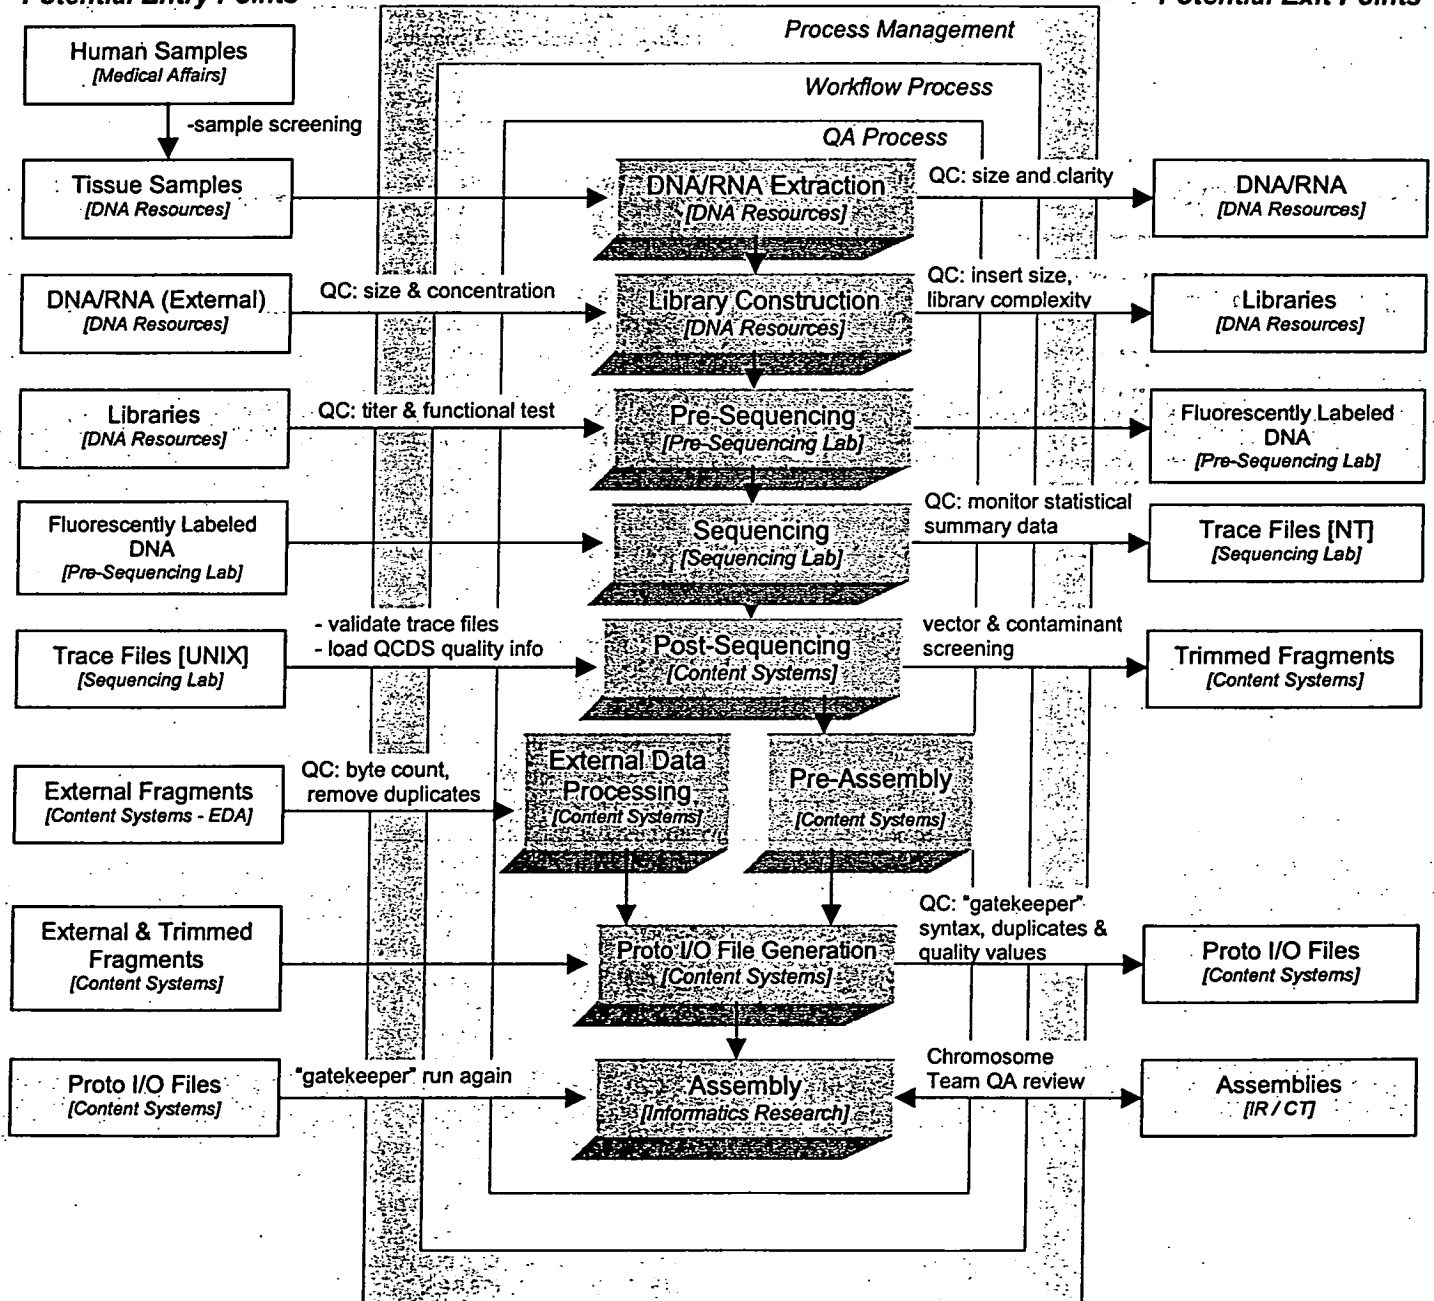 Potential Entry Points
Potential Exit Points
Process Management
Workflow Process
QA Process
Human Samples
[Medical Affairs]
-sample screening
Tissue Samples
[DNA Resources]
DNA/RNA Extraction
[DNA Resources]
QC: size and clarity
DNA/RNA
[DNA Resources]
DNA/RNA (External)
[DNA Resources]
QC: size & concentration
Library Construction
[DNA Resources]
QC: insert size,
library complexity
Libraries
[DNA Resources]
Libraries
[DNA Resources]
QC: titer & functional test
Pre-Sequencing
[Pre-Sequencing Lab]
Fluorescently Labeled
DNA
[Pre-Sequencing Lab]
Fluorescently Labeled
DNA
[Pre-Sequencing Lab]
Sequencing
[Sequencing Lab]
QC: monitor statistical
summary data
Trace Files [NT]
[Sequencing Lab]
Trace Files [UNIX]
[Sequencing Lab]
- validate trace files
- load QCDS quality info
Post-Sequencing
[Content Systems]
vector & contaminant
screening
Trimmed Fragments
[Content Systems]
External Fragments
[Content Systems - EDA]
QC: byte count,
remove duplicates
External Data
Processing
[Content Systems]
Pre-Assembly
[Content Systems]
External & Trimmed
Fragments
[Content Systems]
Proto I/O File Generation
[Content Systems]
QC: "gatekeeper"
syntax, duplicates &
quality values
Proto I/O Files
[Content Systems]
Proto I/O Files
[Content Systems]
"gatekeeper" run again
Assembly
[Informatics Research]
Chromosome
Team QA review
Assemblies
[IR / CT]